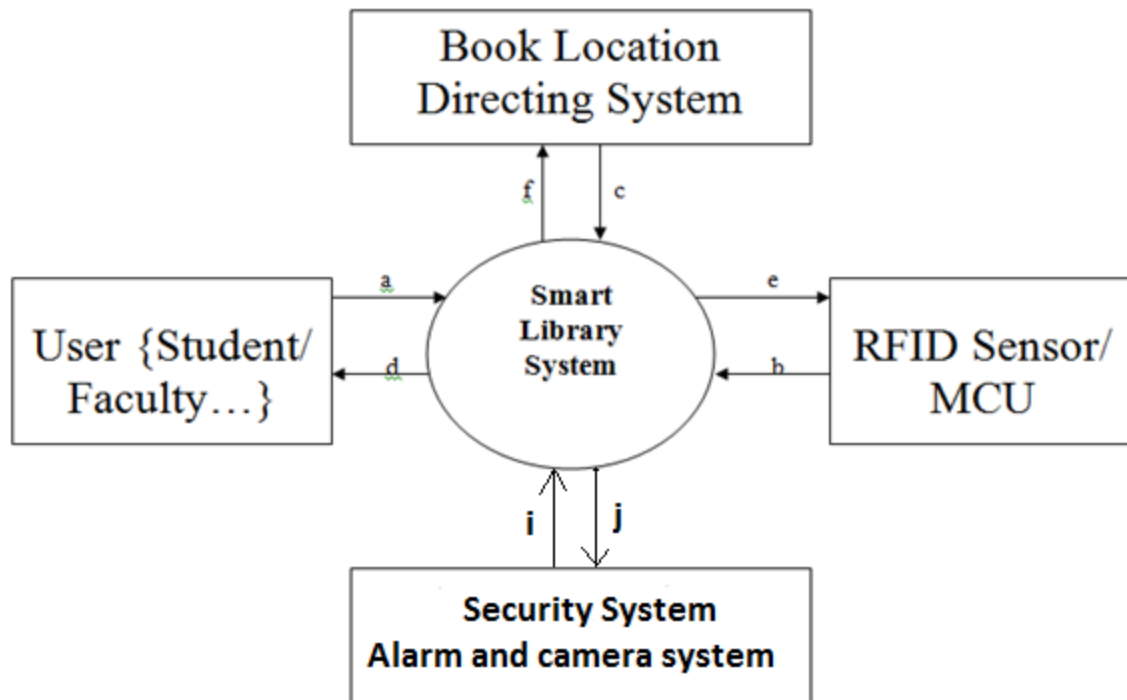 Book Location
Directing System
f
c
a
e
Smart
Library
System
User {Student/
Faculty…}
RFID Sensor/
MCU
d
b
i
j
Security System
Alarm and camera system